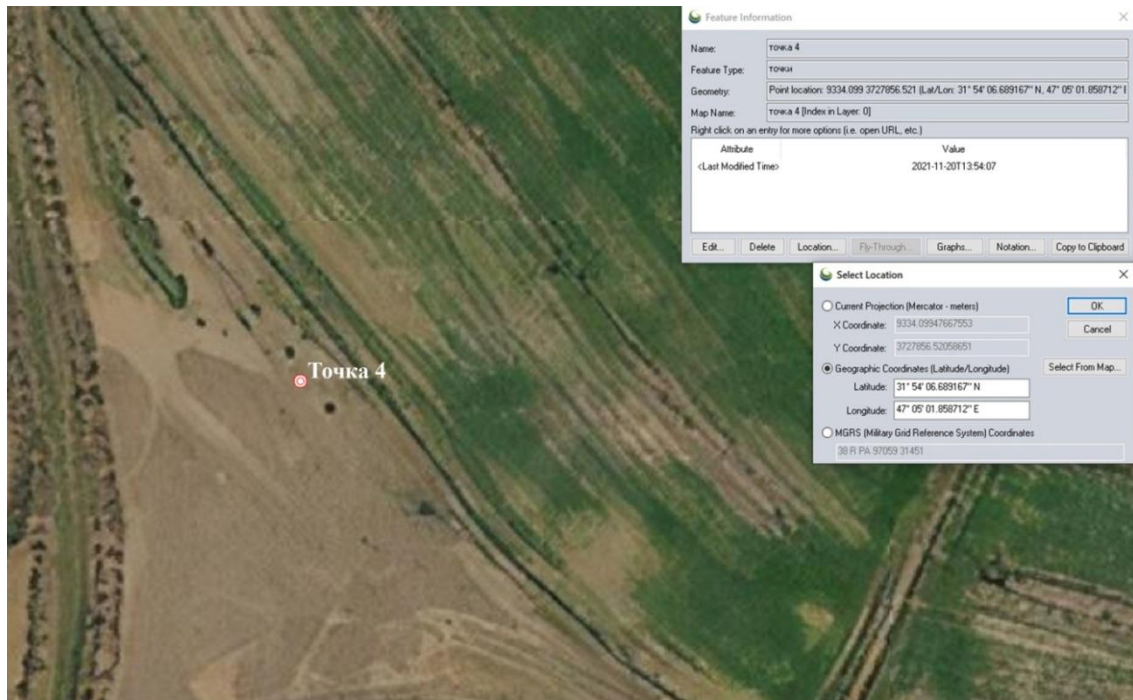 Точка 4
Feature Information
Name: точка 4
Feature Type: точки
Geometry: Point location: 9334.099 3727856.521 (Lat/Lon: 31° 54' 06.689167" N, 47° 05' 01.858712" E
Map Name: точка 4 [Index in Layer: 0]
Right click on an entry for more options (i.e. open URL, etc.)
Attribute Value
<Last Modified Time> 2021-11-20T13:54:07
Edit... Delete Location... Fly-Through... Graphs... Notation... Copy to Clipboard
Select Location
Current Projection (Mercator - meters) OK
X Coordinate: 9334.09947667553 Cancel
Y Coordinate: 3727856.52058651
Geographic Coordinates (Latitude/Longitude) Select From Map...
Latitude: 31° 54' 06.689167" N
Longitude: 47° 05' 01.858712" E
MGRS (Military Grid Reference System) Coordinates
38 R PA 97059 31451